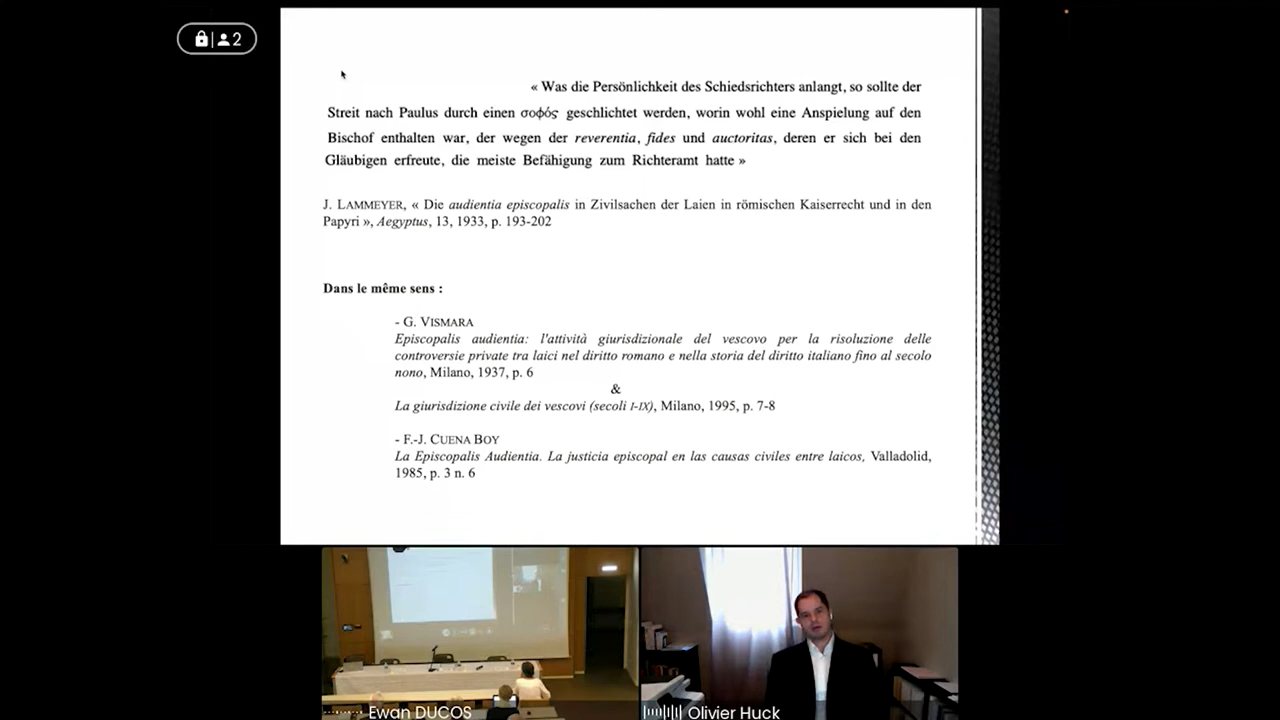 2
« Was die Persönlichkeit des Schiedsrichters anlangt, so sollte der
Streit nach Paulus durch einen σοφός geschlichtet werden, worin wohl eine Anspielung auf den
Bischof enthalten war, der wegen der reverentia, fides und auctoritas, deren er sich bei den
Gläubigen erfreute, die meiste Befähigung zum Richteramt hatte »
J. LAMMEYER, « Die audientia episcopalis in Zivilsachen der Laien in römischen Kaiserrecht und in den
Papyri », Aegyptus, 13, 1933, p. 193-202
Dans le même sens :
- G. VISMARA
Episcopalis audientia: l'attività giurisdizionale del vescovo per la risoluzione delle
controversie private tra laici nel diritto romano e nella storia del diritto italiano fino al secolo
nono, Milano, 1937, p. 6
&
La giurisdizione civile dei vescovi (secoli I-IX), Milano, 1995, p. 7-8
- F.-J. CUENA BOY
La Episcopalis Audientia. La justicia episcopal en las causas civiles entre laicos, Valladolid,
1985, p. 3 n. 6
Ewan DUCOS
Olivier Huck